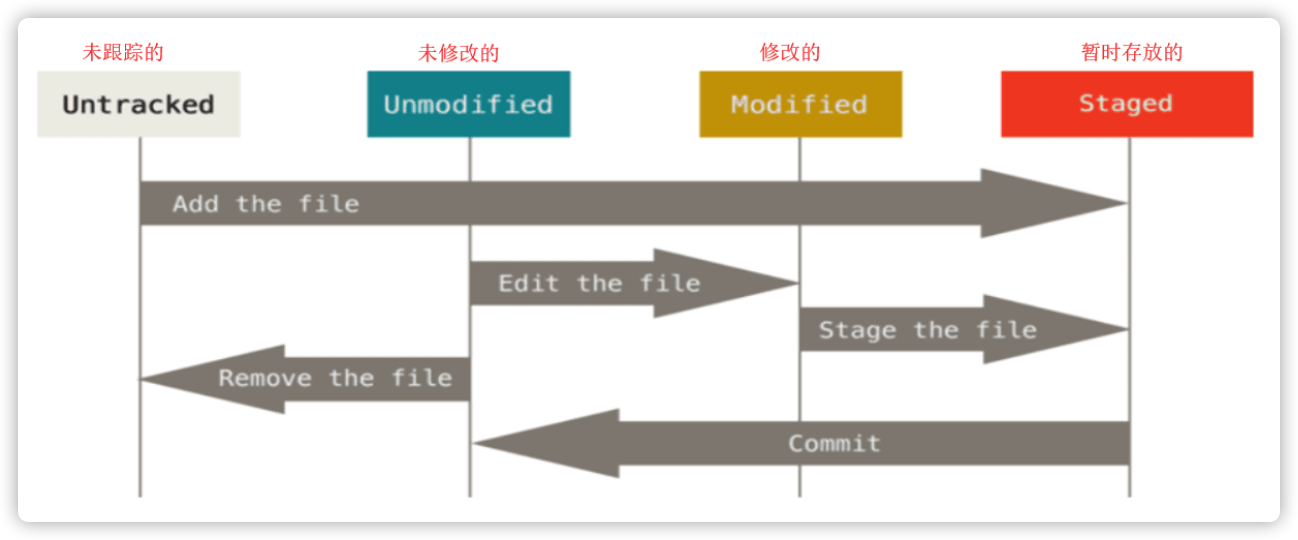 未跟踪的
未修改的
修改的
暂时存放的
Untracked
Unmodified
Modified
Staged
Add the file
Edit the file
Stage the file
Remove the file
Commit